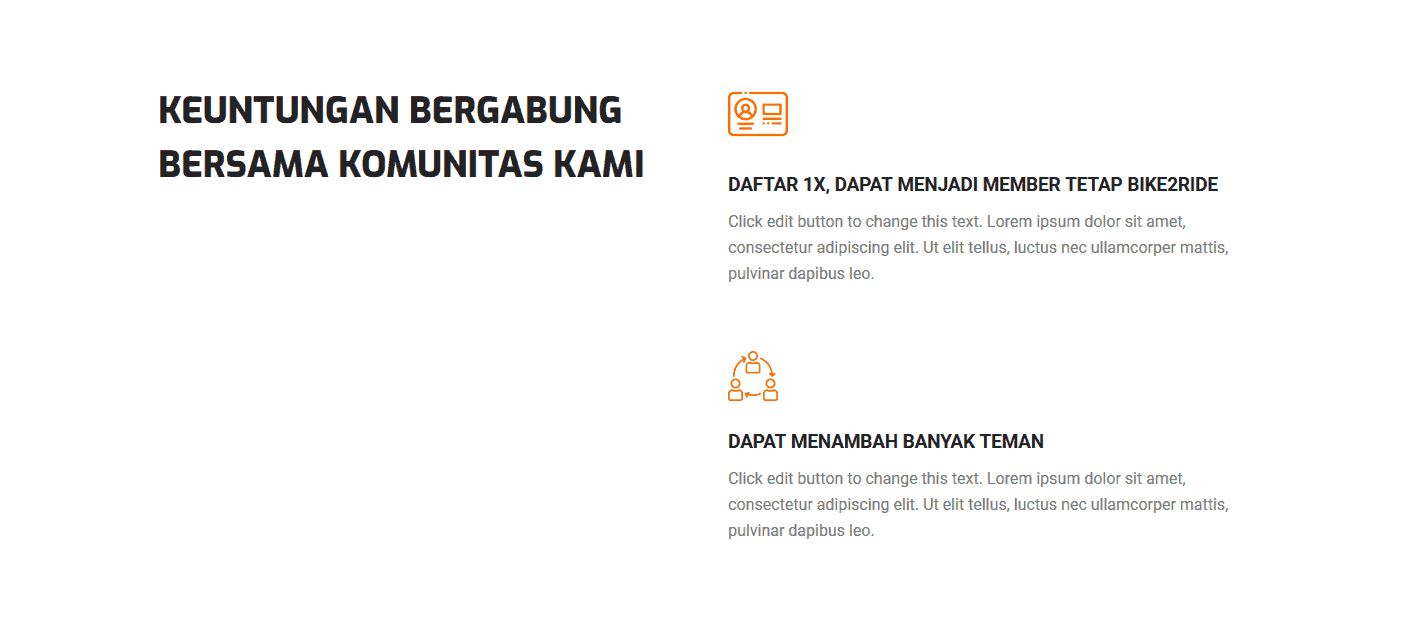 KEUNTUNGAN BERGABUNG
BERSAMA KOMUNITAS KAMI
DAFTAR 1X, DAPAT MENJADI MEMBER TETAP BIKE2RIDE
Click edit button to change this text. Lorem ipsum dolor sit amet,
consectetur adipiscing elit. Ut elit tellus, luctus nec ullamcorper mattis,
pulvinar dapibus leo.
DAPAT MENAMBAH BANYAK TEMAN
Click edit button to change this text. Lorem ipsum dolor sit amet,
consectetur adipiscing elit. Ut elit tellus, luctus nec ullamcorper mattis,
pulvinar dapibus leo.